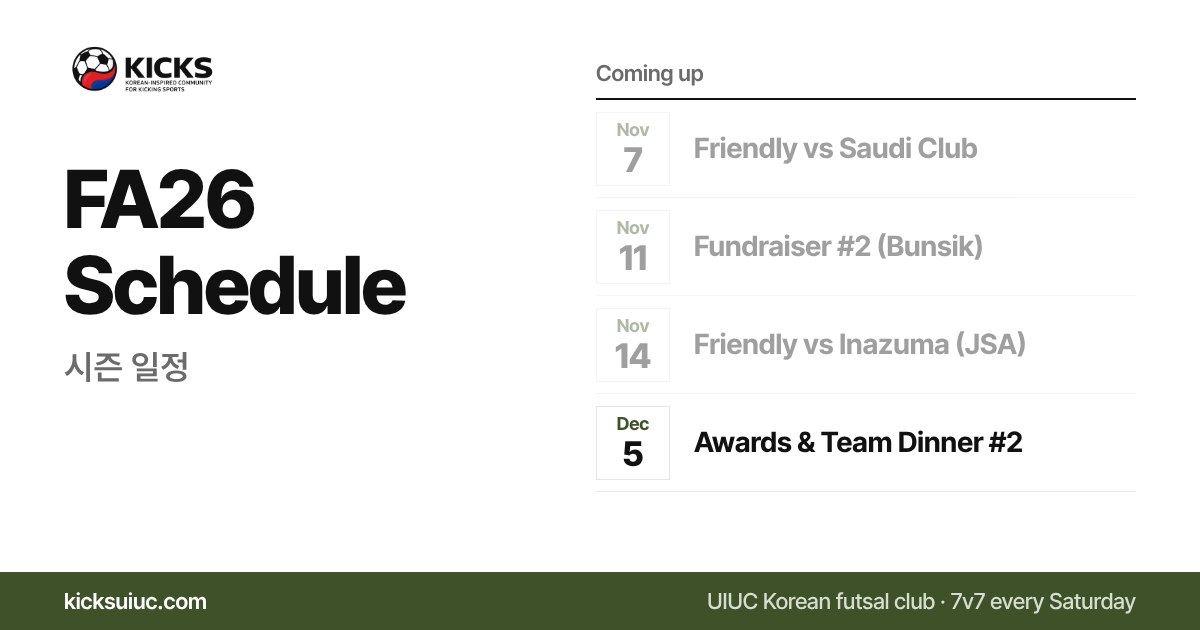 KICKS
KOREAN-INSPIRED COMMUNITY
FOR KICKING SPORTS
FA26
Schedule
시즌 일정
Coming up
Nov
7
Friendly vs Saudi Club
Nov
11
Fundraiser #2 (Bunsik)
Nov
14
Friendly vs Inazuma (JSA)
Dec
5
Awards & Team Dinner #2
kicksuiuc.com
UIUC Korean futsal club · 7v7 every Saturday